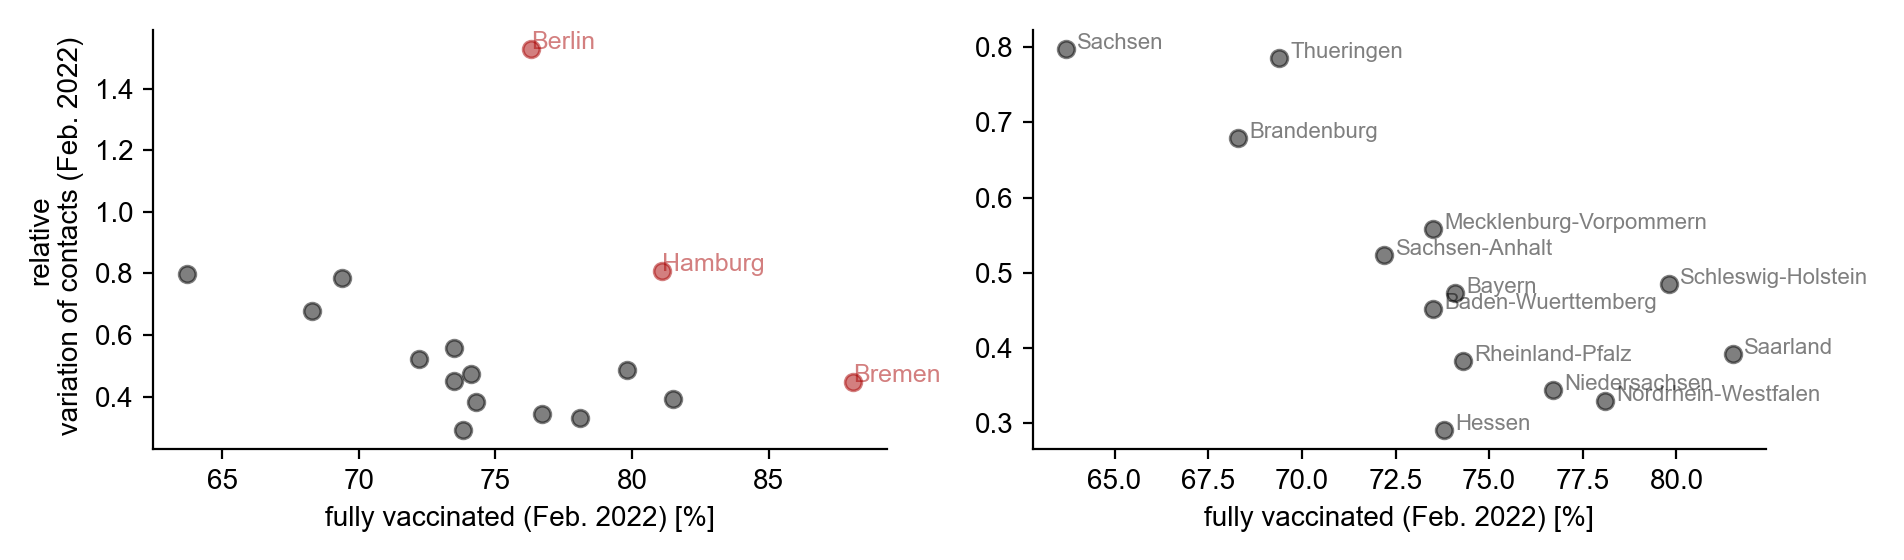 relative
variation of contacts (Feb. 2022)
1.4
1.2
1.0
0.8
0.6
0.4
Berlin
Hamburg
Bremen
65 70 75 80 85
fully vaccinated (Feb. 2022) [%]
0.8
0.7
0.6
0.5
0.4
0.3
Sachsen
Thueringen
Brandenburg
Mecklenburg-Vorpommern
Sachsen-Anhalt
Schleswig-Holstein
Bayern
Baden-Wuerttemberg
Saarland
Rheinland-Pfalz
Niedersachsen
Nordrhein-Westfalen
Hessen
65.0 67.5 70.0 72.5 75.0 77.5 80.0
fully vaccinated (Feb. 2022) [%]